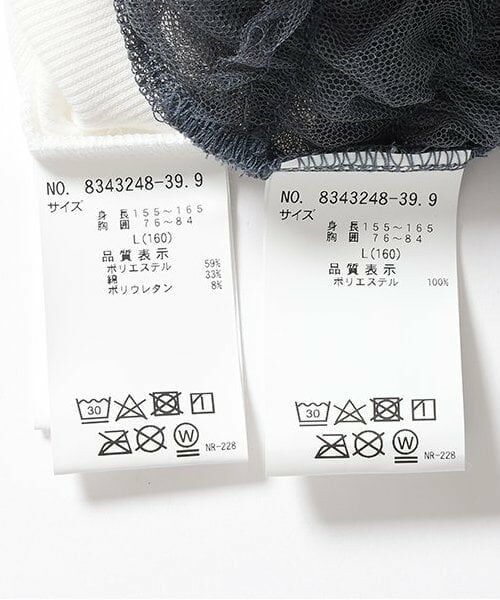 NO. 8343248-39.9
サイズ
身長155~165
胸囲 76~84
L(160)
品質表示
ポリエステル 59%
綿 33%
ポリウレタン 8%
30
W
NR-228
NO. 8343248-39.9
サイズ
身長155~165
胸囲 76~84
L(160)
品質表示
ポリエステル 100%
30
W
NR-228